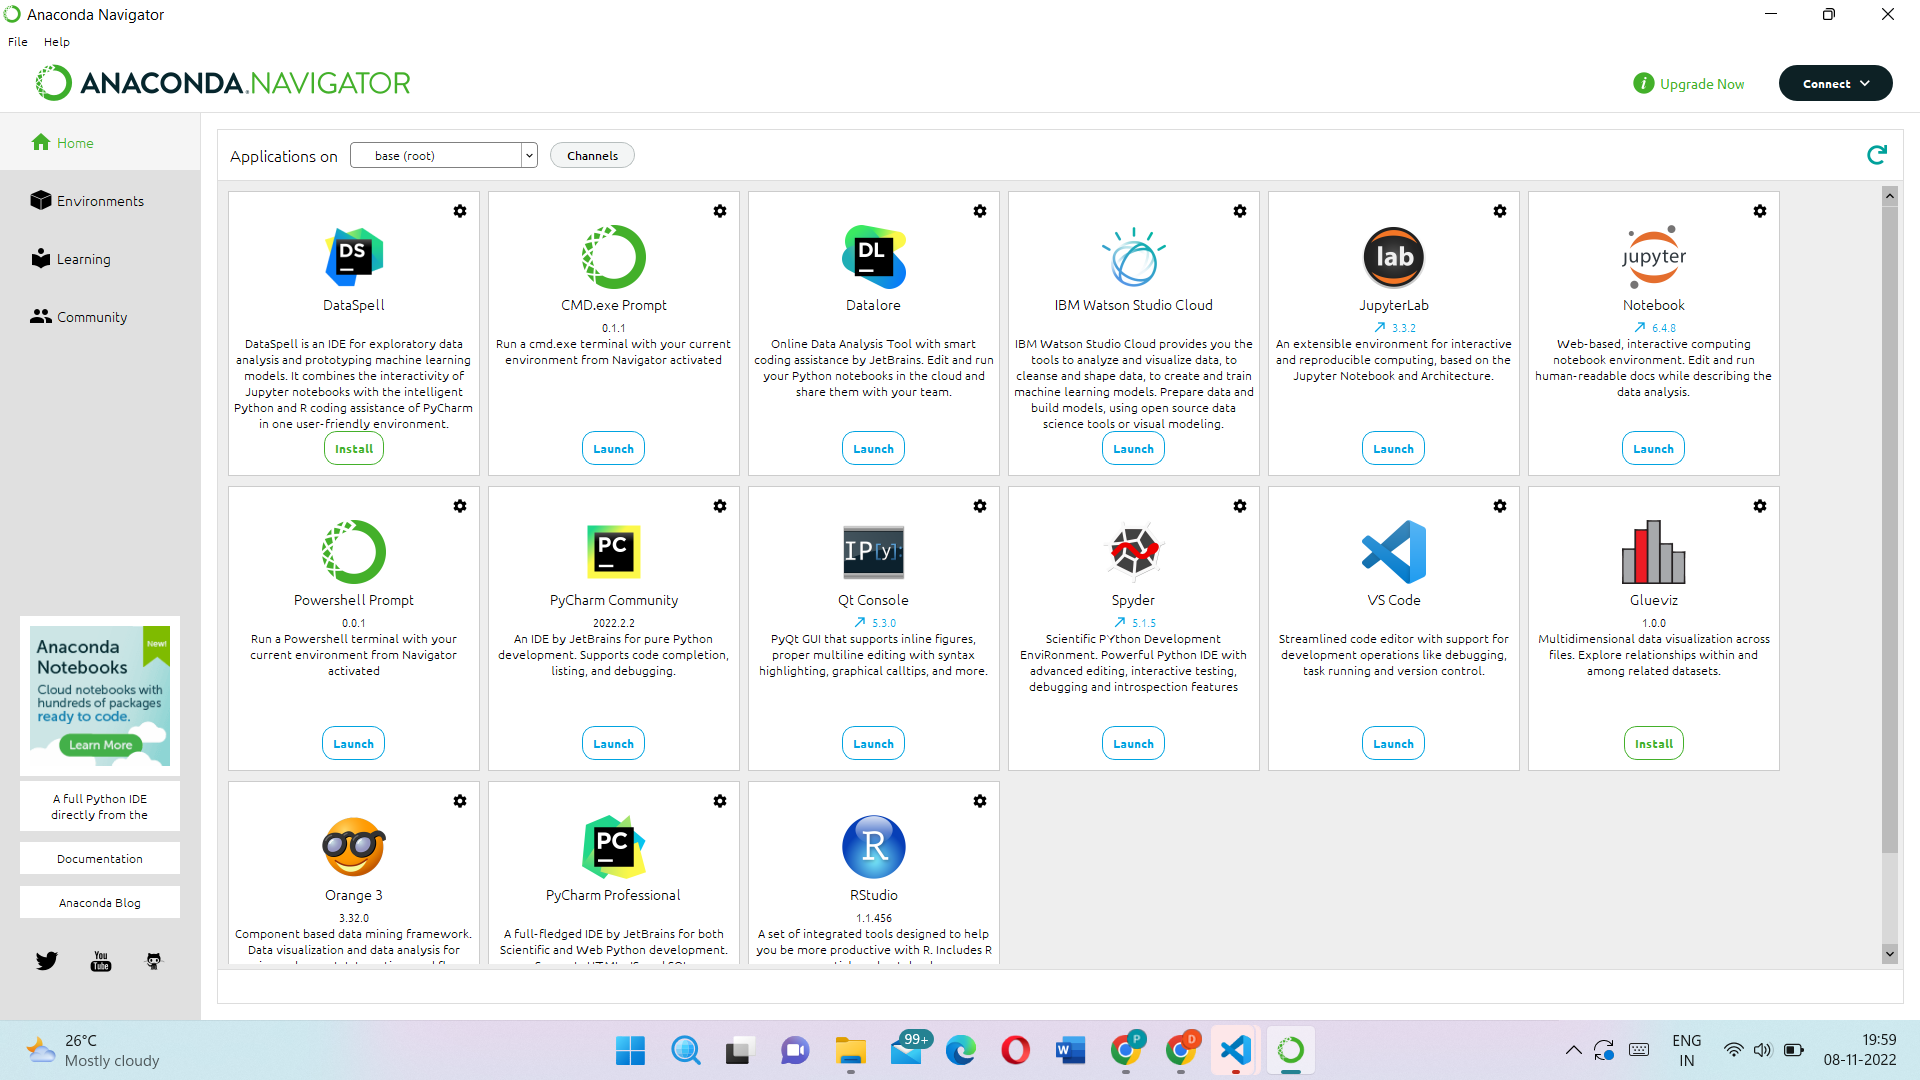 Anaconda Navigator
File Help
ANACONDA.NAVIGATOR
i Upgrade Now
Connect
Home
Environments
Learning
Community
Applications on
base (root)
Channels
DS
DataSpell
DataSpell is an IDE for exploratory data
analysis and prototyping machine learning
models. It combines the interactivity of
Jupyter notebooks with the intelligent
Python and R coding assistance of PyCharm
in one user-friendly environment.
Install
CMD.exe Prompt
0.1.1
Run a cmd.exe terminal with your current
environment from Navigator activated
Launch
DL
Datalore
Online Data Analysis Tool with smart
coding assistance by JetBrains. Edit and run
your Python notebooks in the cloud and
share them with your team.
Launch
IBM Watson Studio Cloud
IBM Watson Studio Cloud provides you the
tools to analyze and visualize data, to
cleanse and shape data, to create and train
machine learning models. Prepare data and
build models, using open source data
science tools or visual modeling.
Launch
lab
JupyterLab
3.3.2
An extensible environment for interactive
and reproducible computing, based on the
Jupyter Notebook and Architecture.
Launch
jupyter
Notebook
6.4.8
Web-based, interactive computing
notebook environment. Edit and run
human-readable docs while describing the
data analysis.
Launch
Powershell Prompt
0.0.1
Run a Powershell terminal with your
current environment from Navigator
activated
Launch
PC
PyCharm Community
2022.2.2
An IDE by JetBrains for pure Python
development. Supports code completion,
listing, and debugging.
Launch
IP[y]:
Qt Console
5.3.0
PyQt GUI that supports inline figures,
proper multiline editing with syntax
highlighting, graphical calltips, and more.
Launch
Spyder
5.1.5
Scientific PYthon Development
EnviRonment. Powerful Python IDE with
advanced editing, interactive testing,
debugging and introspection features
Launch
VS Code
Streamlined code editor with support for
development operations like debugging,
task running and version control.
Launch
Glueviz
1.0.0
Multidimensional data visualization across
files. Explore relationships within and
among related datasets.
Install
Orange 3
3.32.0
Component based data mining framework.
Data visualization and data analysis for
PC
PyCharm Professional
A full-fledged IDE by JetBrains for both
Scientific and Web Python development.
R
RStudio
1.1.456
A set of integrated tools designed to help
you be more productive with R. Includes R
Anaconda
Notebooks
New!
Cloud notebooks with
hundreds of packages
ready to code.
Learn More
A full Python IDE
directly from the
Documentation
Anaconda Blog
You
Tube
26°C
Mostly cloudy
99+
W
P
D
ENG
IN
19:59
08-11-2022